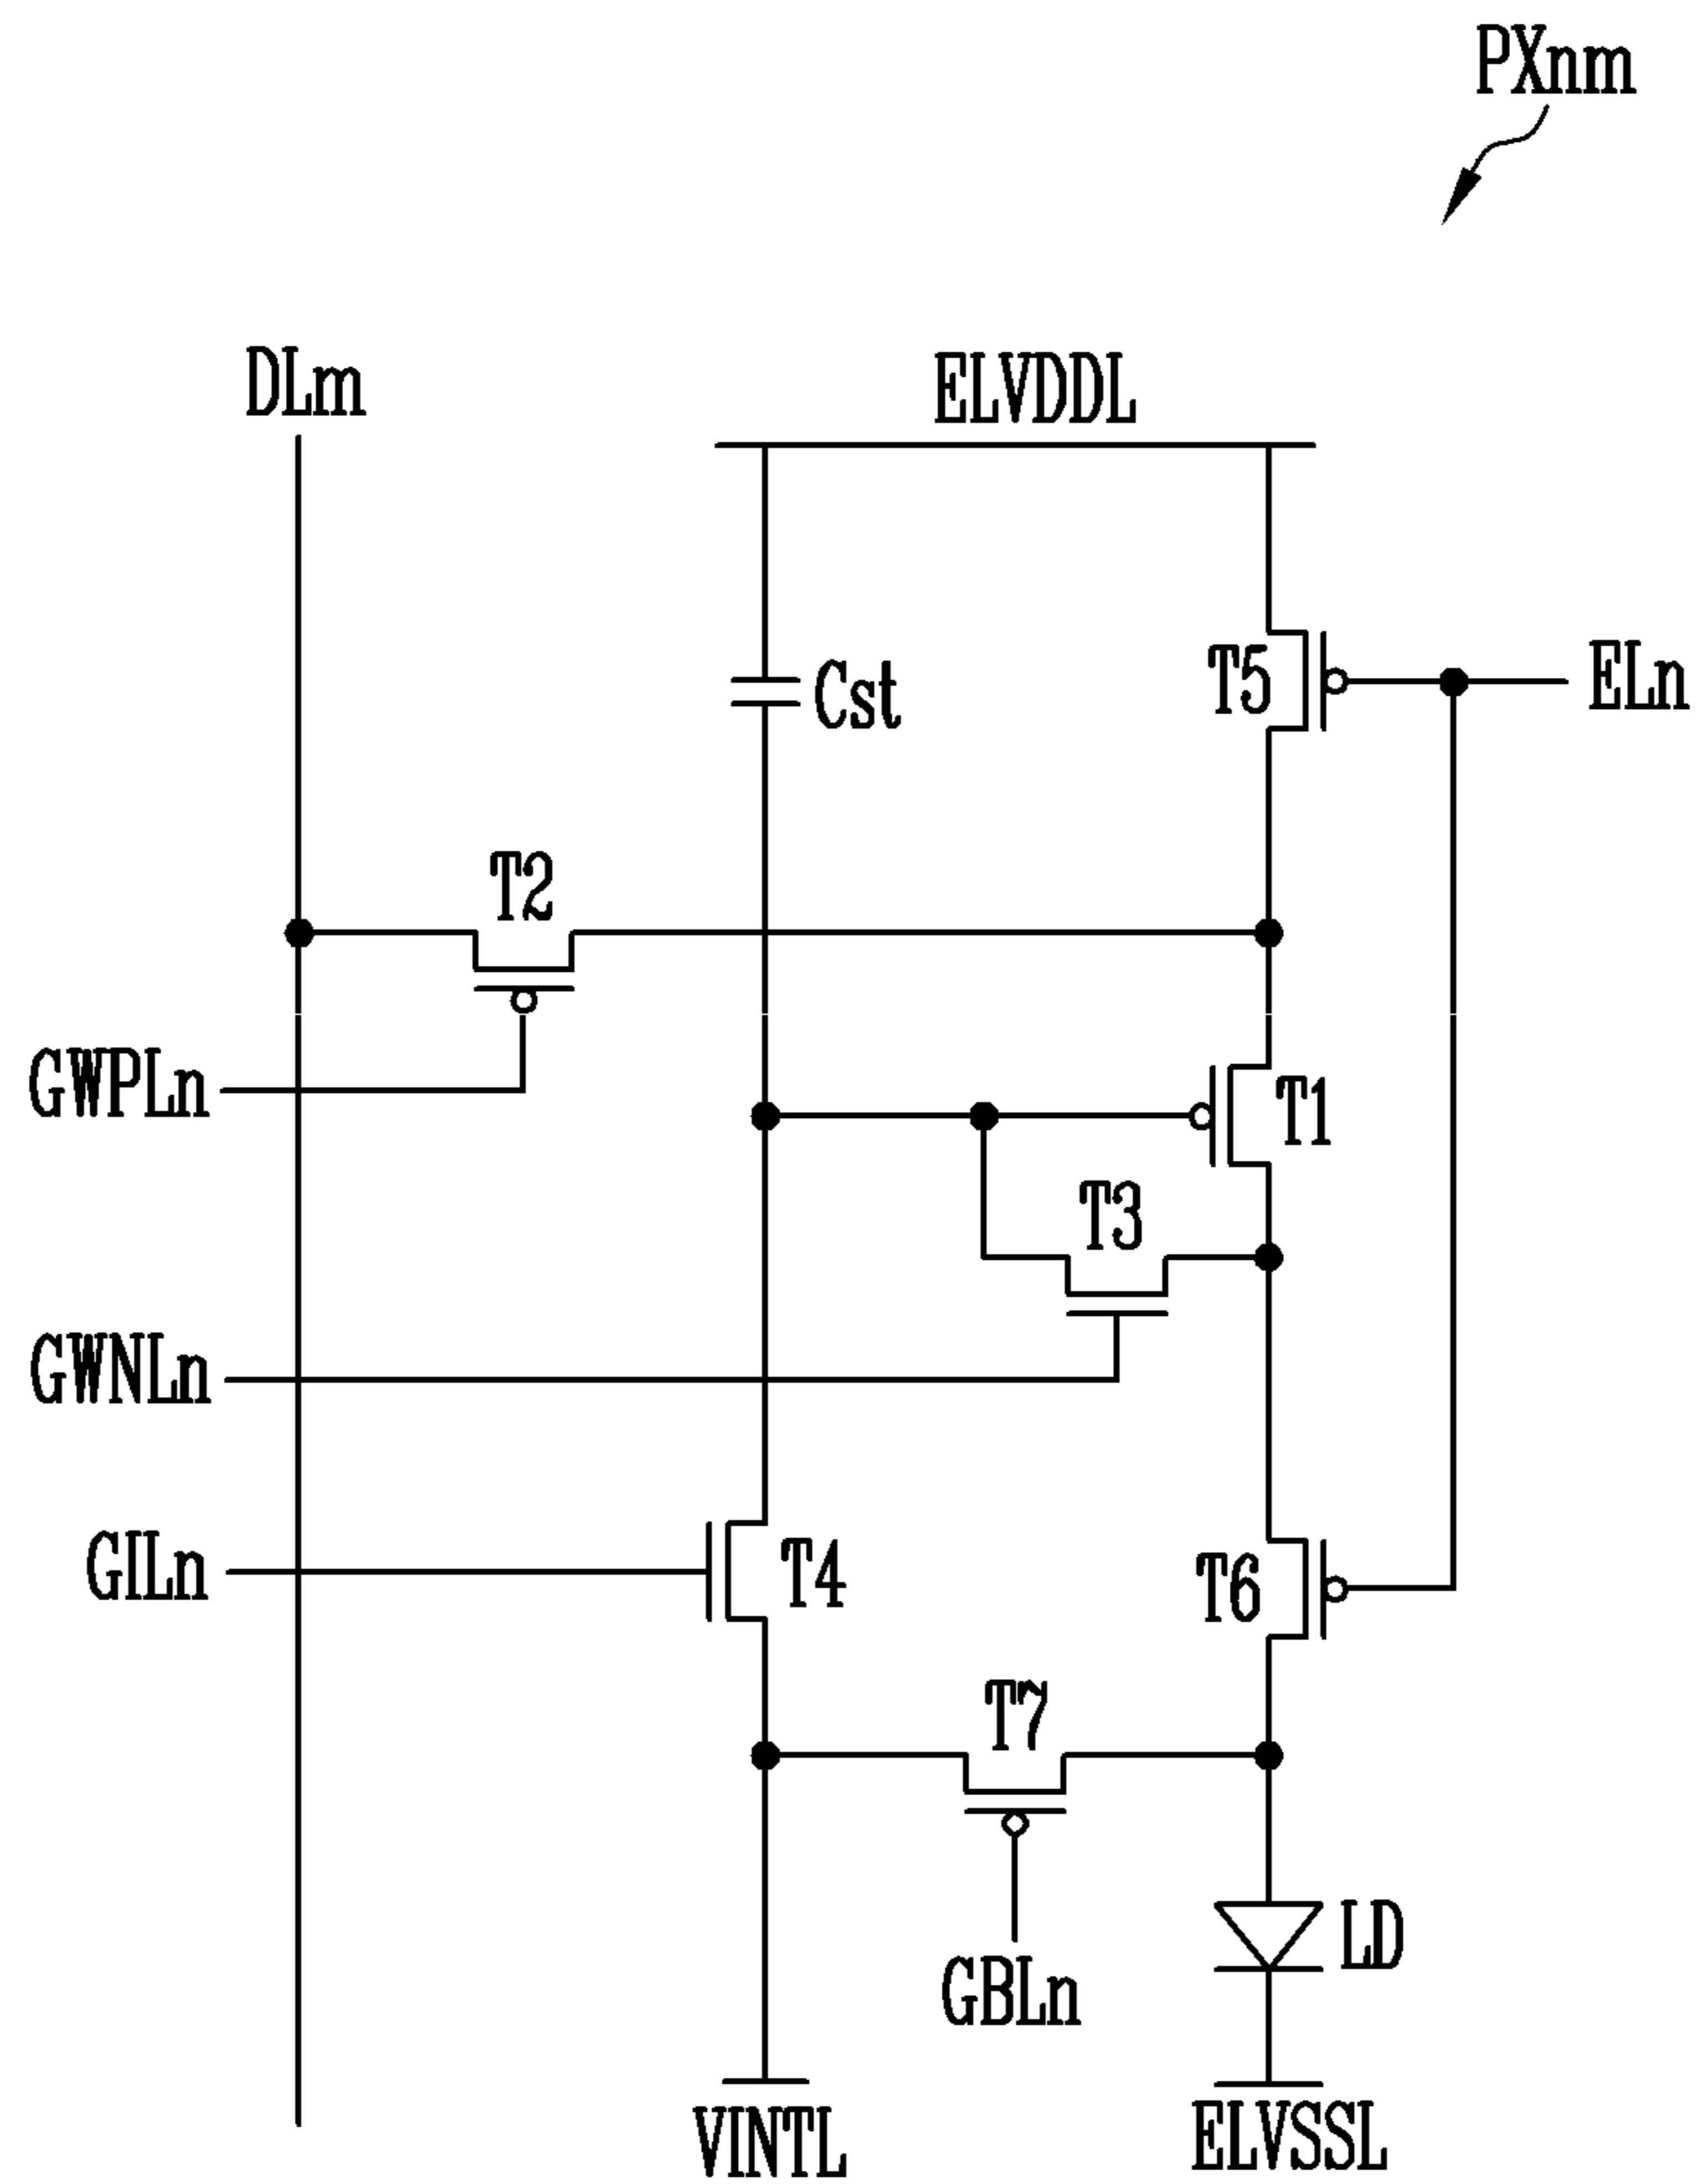 PXnm
DLm
ELVDDL
Cst
T5
ELn
T2
GWPLn
T1
T3
GWNLn
GILn
T4
T6
T7
LD
GBLn
VINTL
ELVSSL